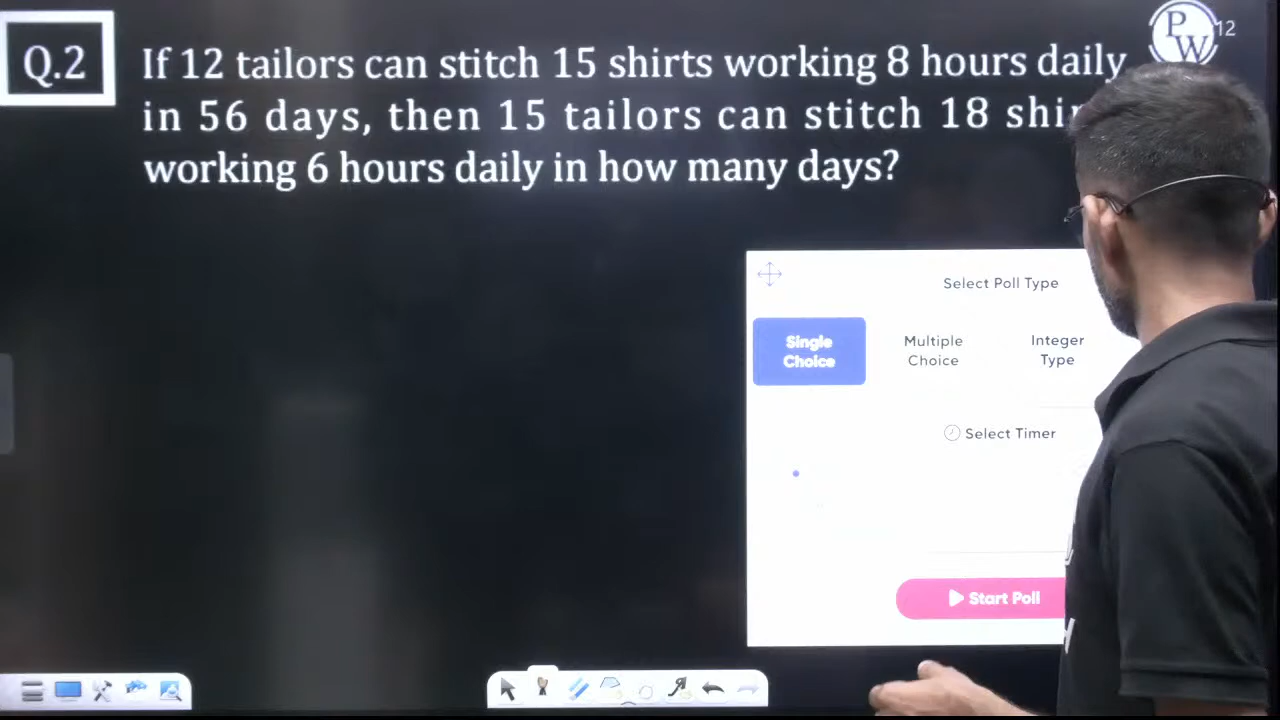 Q.2
If 12 tailors can stitch 15 shirts working 8 hours daily
in 56 days, then 15 tailors can stitch 18
working 6 hours daily in how many days?
PW
12
Select Poll Type
Single Choice
Multiple Choice
Integer Type
Select Timer
Start Poll